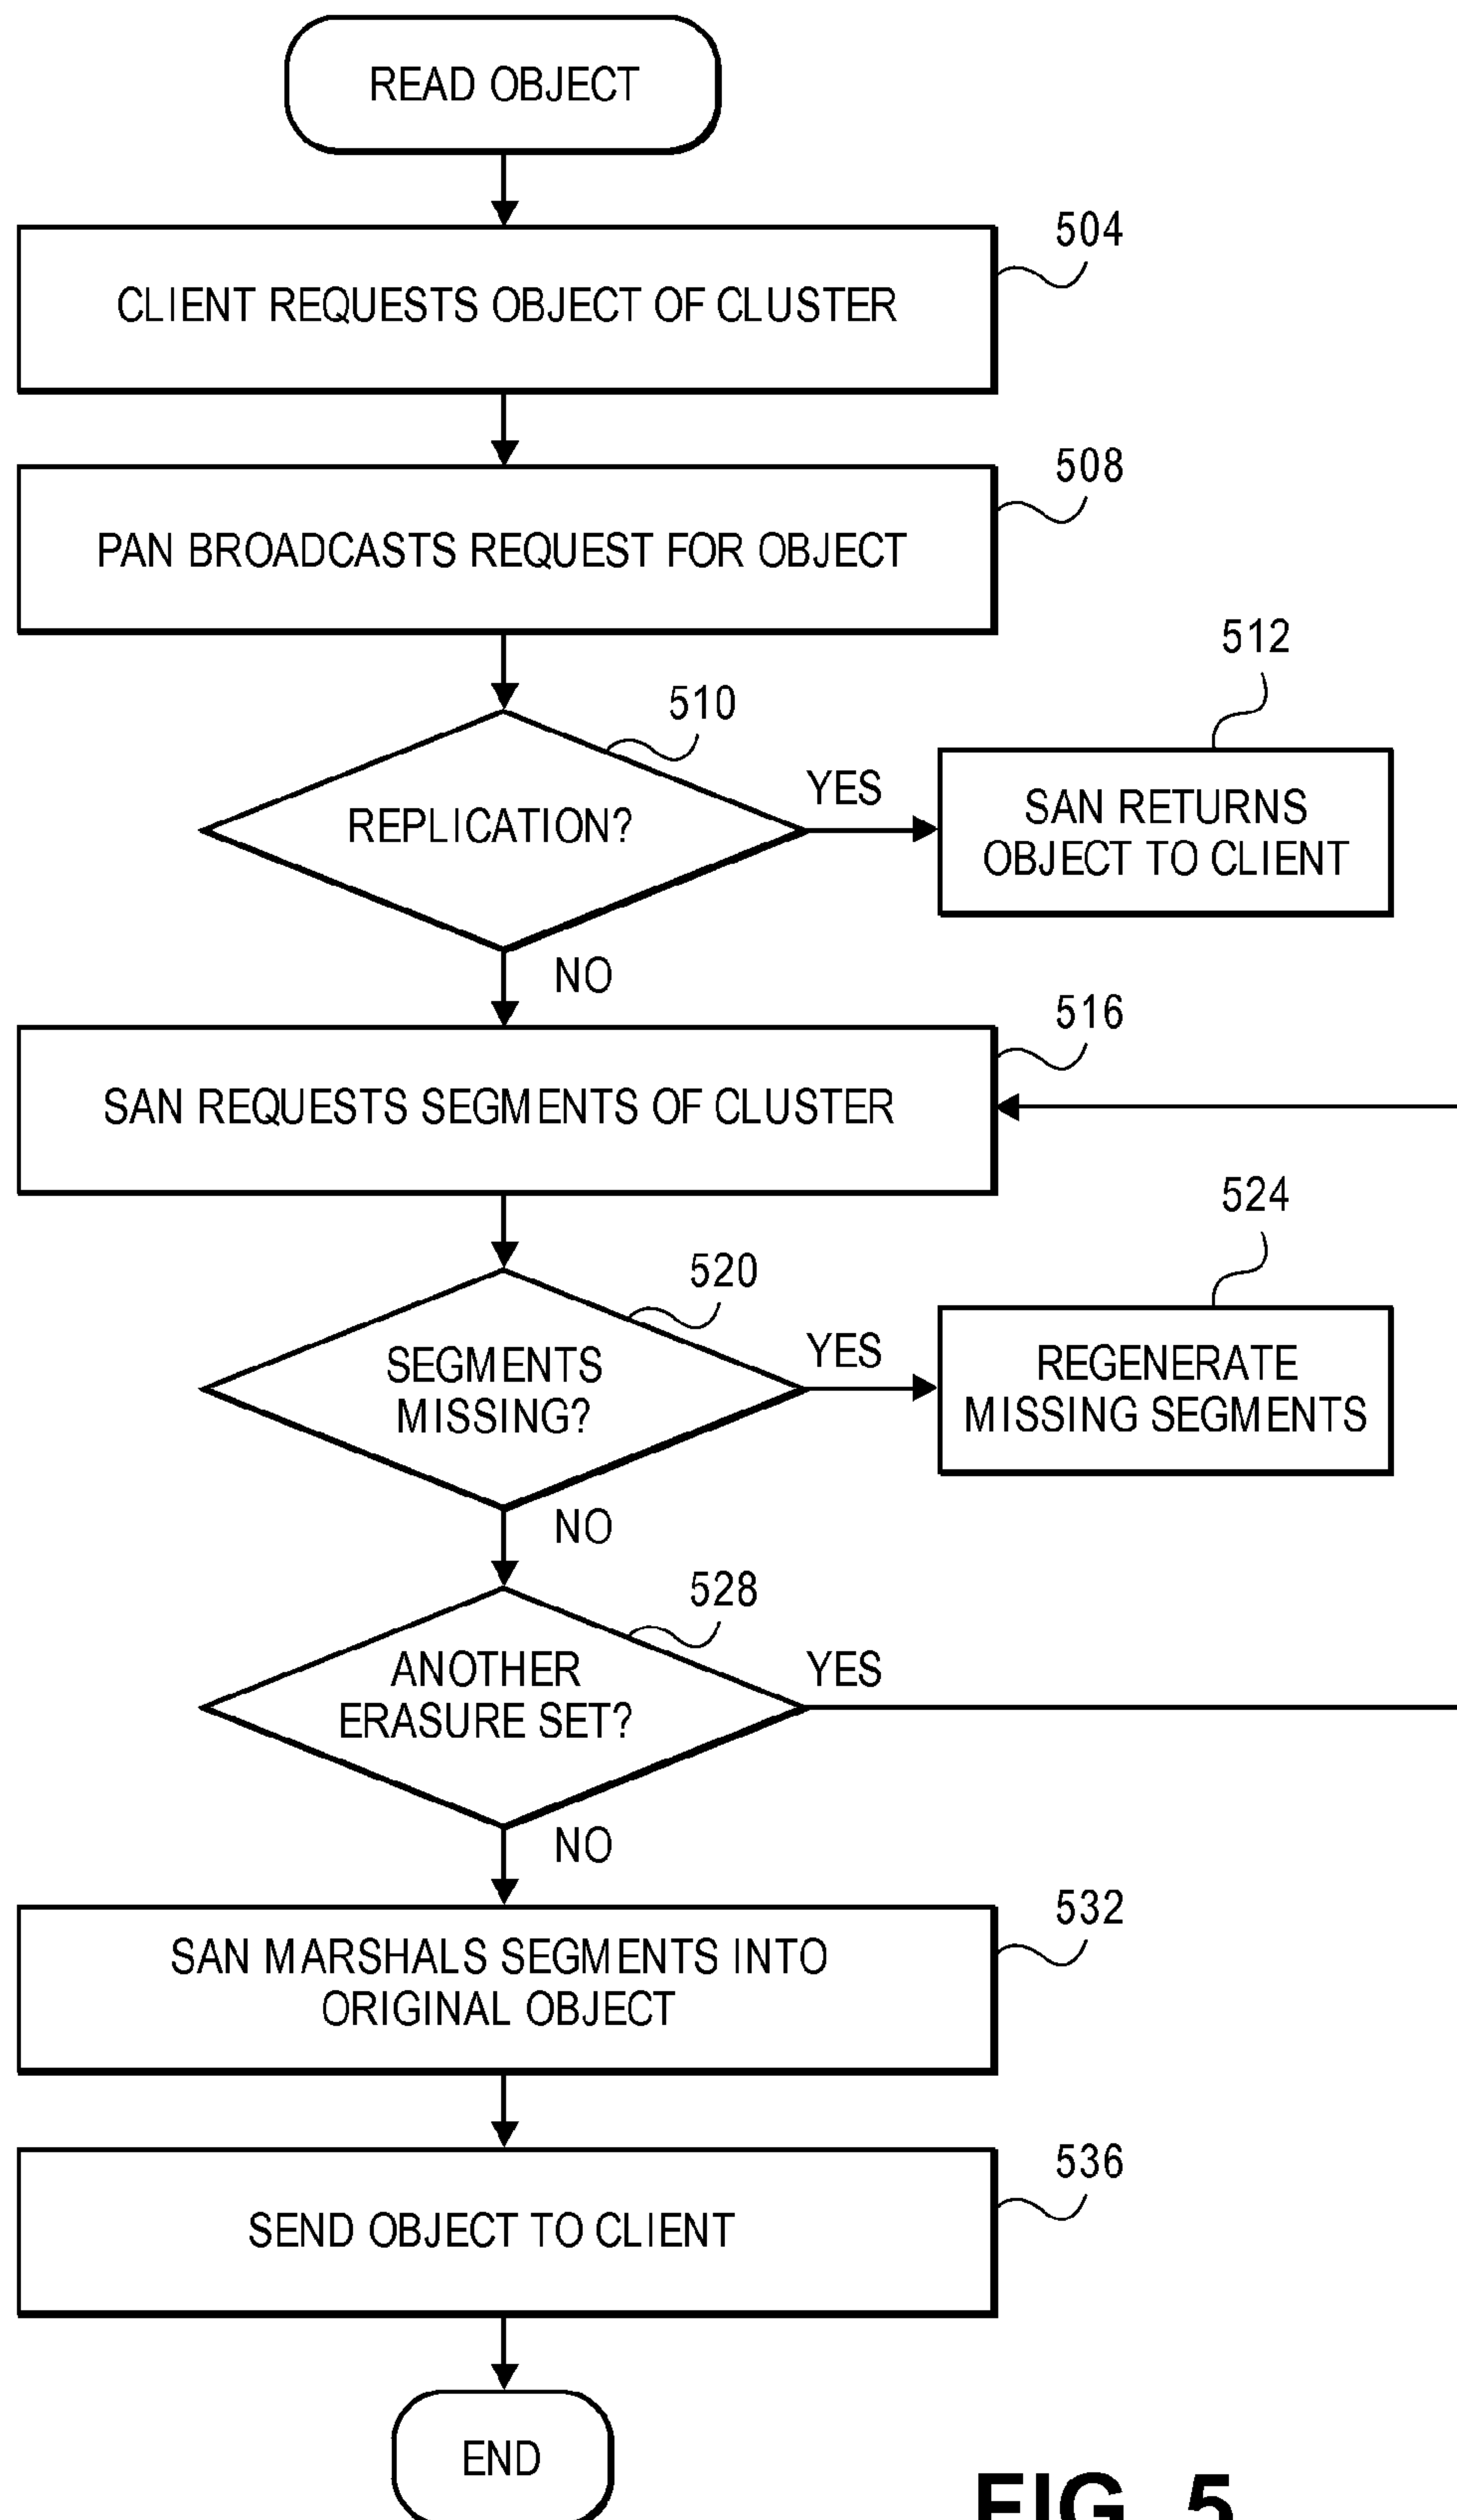 READ OBJECT
504
CLIENT REQUESTS OBJECT OF CLUSTER
508
PAN BROADCASTS REQUEST FOR OBJECT
512
510
YES
REPLICATION?
SAN RETURNS
OBJECT TO CLIENT
NO
516
SAN REQUESTS SEGMENTS OF CLUSTER
524
520
YES
SEGMENTS
MISSING?
REGENERATE
MISSING SEGMENTS
NO
528
YES
ANOTHER
ERASURE SET?
NO
532
SAN MARSHALS SEGMENTS INTO
ORIGINAL OBJECT
536
SEND OBJECT TO CLIENT
END
FIG. 5